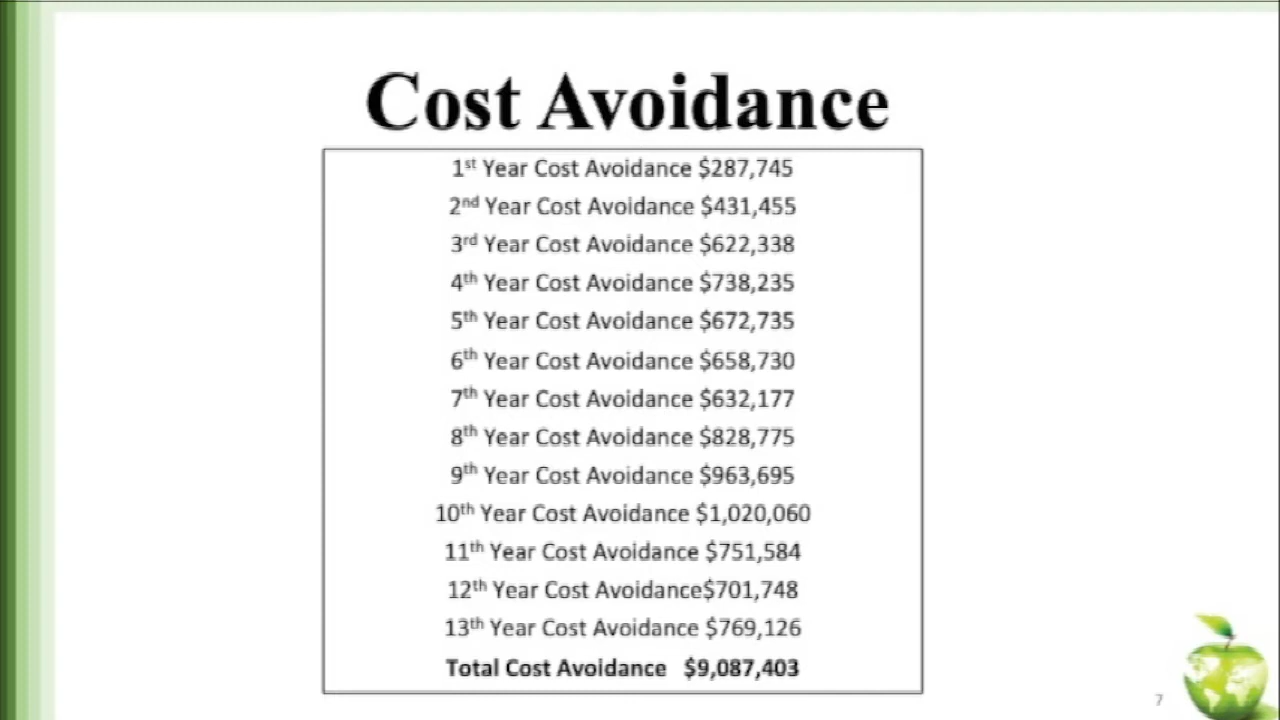 Cost Avoidance
1st Year Cost Avoidance $287,745
2nd Year Cost Avoidance $431,455
3rd Year Cost Avoidance $622,338
4th Year Cost Avoidance $738,235
5th Year Cost Avoidance $672,735
6th Year Cost Avoidance $658,730
7th Year Cost Avoidance $632,177
8th Year Cost Avoidance $828,775
9th Year Cost Avoidance $963,695
10th Year Cost Avoidance $1,020,060
11th Year Cost Avoidance $751,584
12th Year Cost Avoidance$701,748
13th Year Cost Avoidance $769,126
Total Cost Avoidance $9,087,403
7